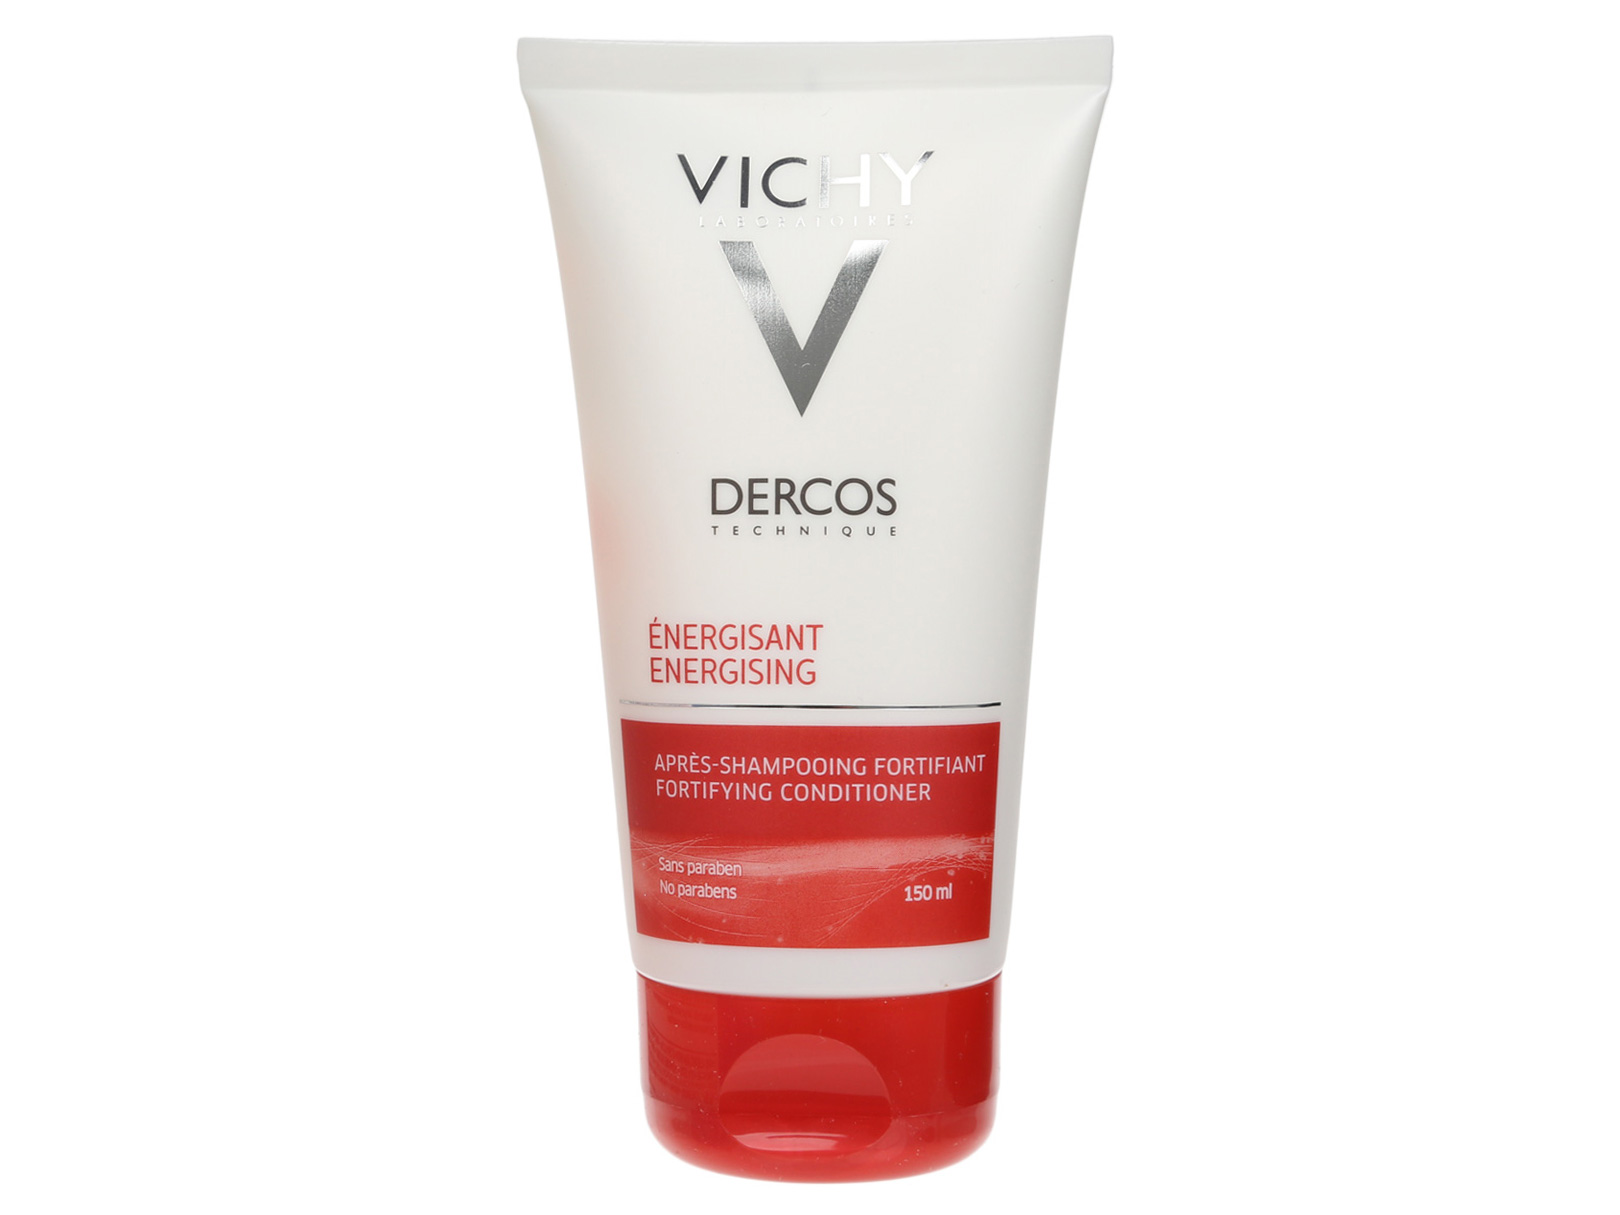 VICHY
LABORATOIRES
V
DERCOS
TECHNIQUE
ÉNERGISANT
ENERGISING
APRÈS-SHAMPOOING FORTIFIANT
FORTIFYING CONDITIONER
Sans paraben
No parabens
150 ml